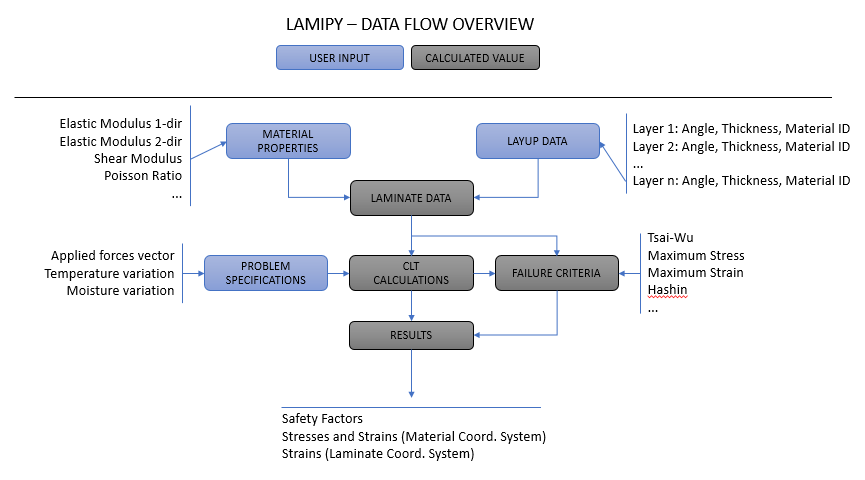 LAMIPY – DATA FLOW OVERVIEW
USER INPUT
CALCULATED VALUE
Elastic Modulus 1-dir
Elastic Modulus 2-dir
Shear Modulus
Poisson Ratio
...
MATERIAL
PROPERTIES
LAYUP DATA
Layer 1: Angle, Thickness, Material ID
Layer 2: Angle, Thickness, Material ID
...
Layer n: Angle, Thickness, Material ID
LAMINATE DATA
Applied forces vector
Temperature variation
Moisture variation
PROBLEM
SPECIFICATIONS
CLT
CALCULATIONS
FAILURE CRITERIA
Tsai-Wu
Maximum Stress
Maximum Strain
Hashin
...
RESULTS
Safety Factors
Stresses and Strains (Material Coord. System)
Strains (Laminate Coord. System)